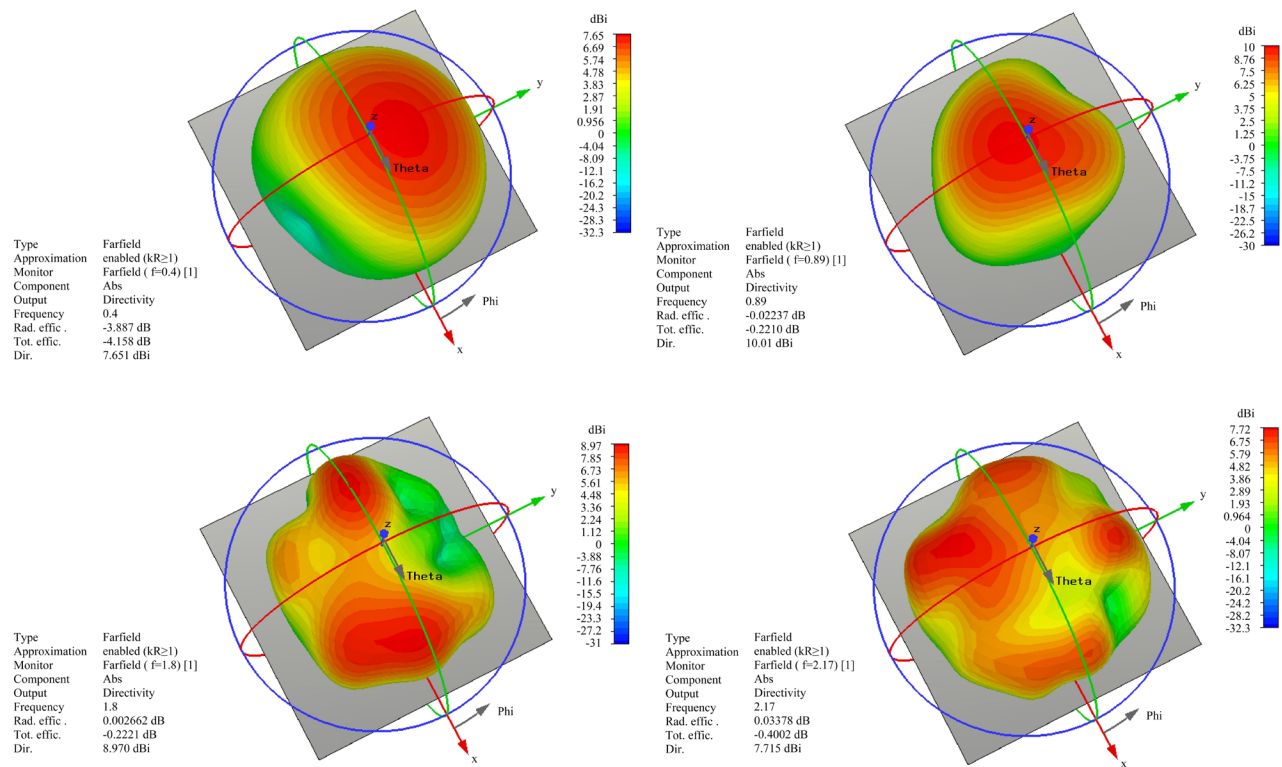 dBi
7.65
6.69
5.74
4.78
3.83
2.87
1.91
0.956
0
-4.04
-8.09
-12.1
-16.2
-20.2
-24.3
-28.3
-32.3
y
z
Theta
Phi
x
Type Farfield
Approximation enabled (kR≥1)
Monitor Farfield ( f=0.4) [1]
Component Abs
Output Directivity
Frequency 0.4
Rad. effic . -3.887 dB
Tot. effic. -4.158 dB
Dir. 7.651 dBi
dBi
10
8.76
7.5
6.25
5
3.75
2.5
1.25
0
-3.75
-7.5
-11.2
-15
-18.7
-22.5
-26.2
-30
y
z
Theta
Phi
x
Type Farfield
Approximation enabled (kR≥1)
Monitor Farfield ( f=0.89) [1]
Component Abs
Output Directivity
Frequency 0.89
Rad. effic . -0.02237 dB
Tot. effic. -0.2210 dB
Dir. 10.01 dBi
dBi
8.97
7.85
6.73
5.61
4.48
3.36
2.24
1.12
0
-3.88
-7.76
-11.6
-15.5
-19.4
-23.3
-27.2
-31
y
z
Theta
Phi
x
Type Farfield
Approximation enabled (kR≥1)
Monitor Farfield ( f=1.8) [1]
Component Abs
Output Directivity
Frequency 1.8
Rad. effic . 0.002662 dB
Tot. effic. -0.2221 dB
Dir. 8.970 dBi
dBi
7.72
6.75
5.79
4.82
3.86
2.89
1.93
0.964
0
-4.04
-8.07
-12.1
-16.1
-20.2
-24.2
-28.2
-32.3
y
z
Theta
Phi
x
Type Farfield
Approximation enabled (kR≥1)
Monitor Farfield ( f=2.17) [1]
Component Abs
Output Directivity
Frequency 2.17
Rad. effic . 0.03378 dB
Tot. effic. -0.4002 dB
Dir. 7.715 dBi